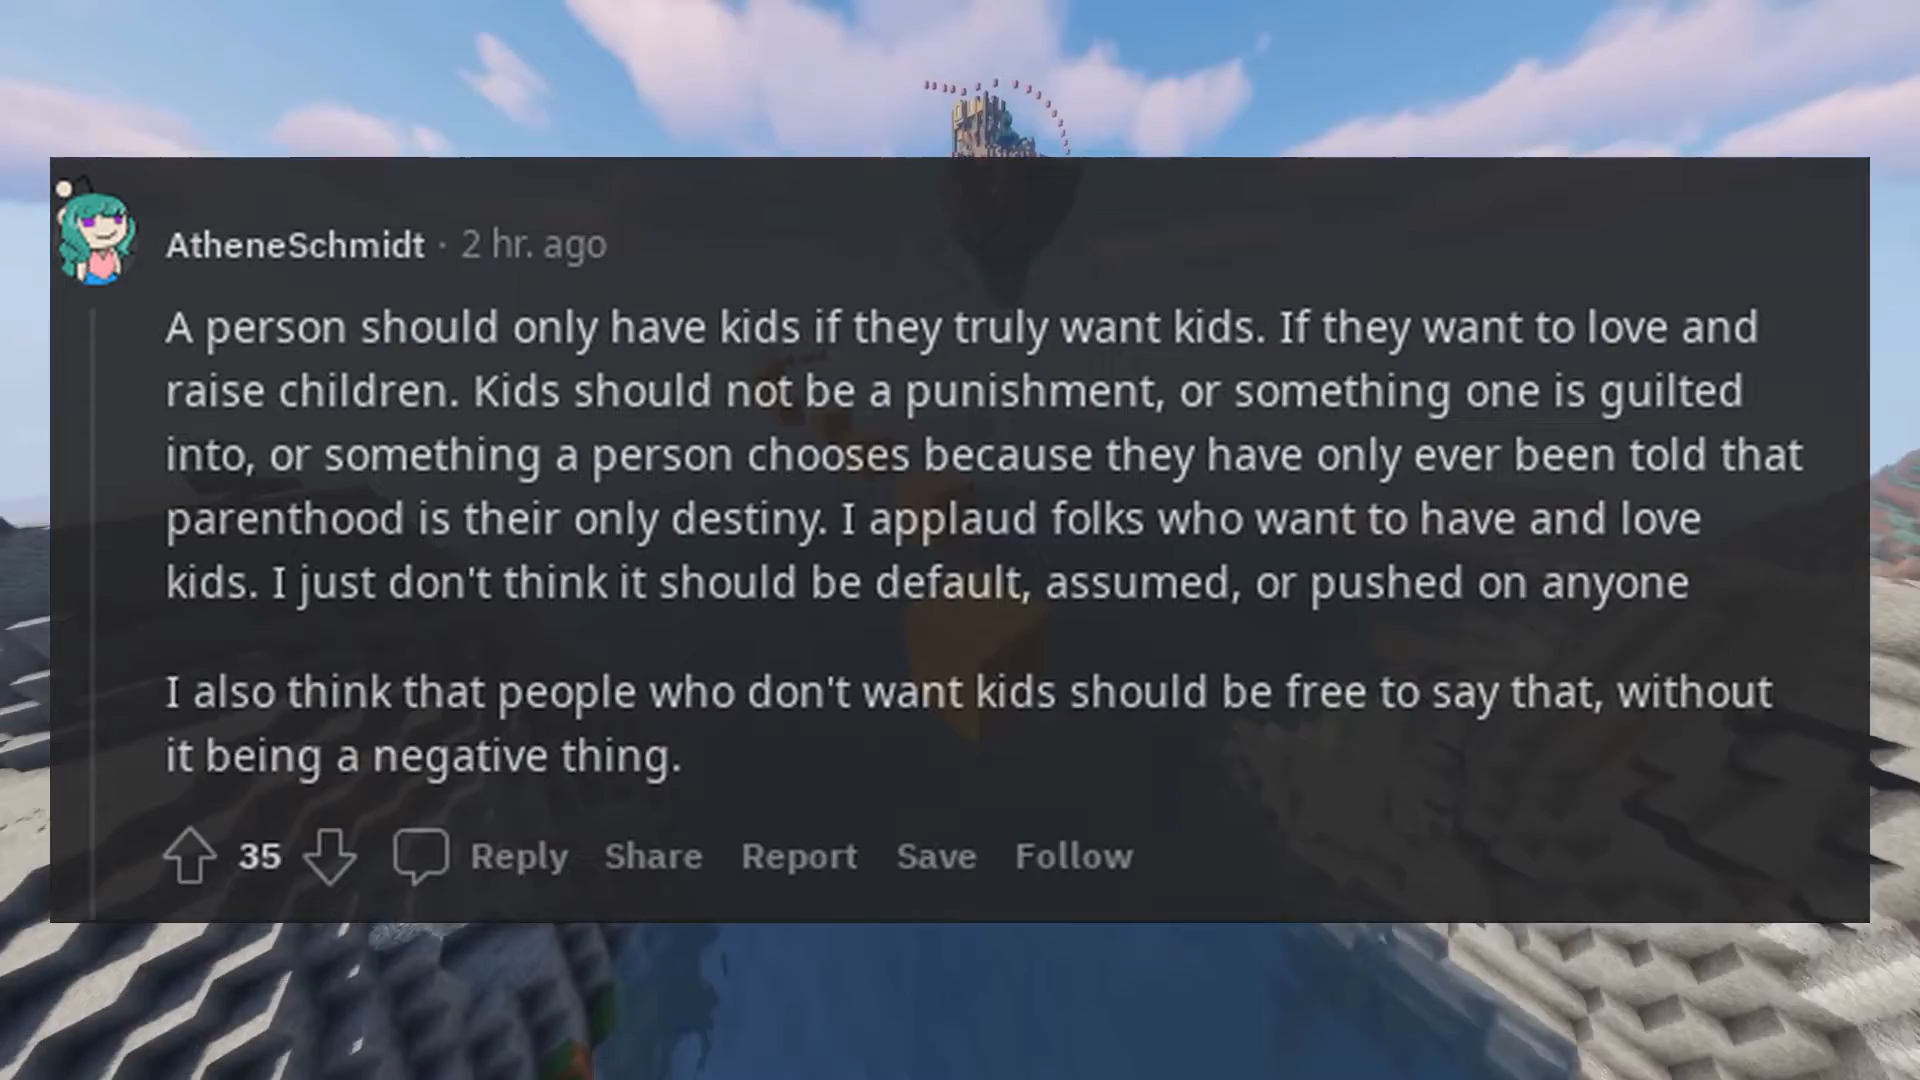 AtheneSchmidt · 2 hr. ago
A person should only have kids if they truly want kids. If they want to love and
raise children. Kids should not be a punishment, or something one is guilted
into, or something a person chooses because they have only ever been told that
parenthood is their only destiny. I applaud folks who want to have and love
kids. I just don't think it should be default, assumed, or pushed on anyone
I also think that people who don't want kids should be free to say that, without
it being a negative thing.
35 Reply Share Report Save Follow